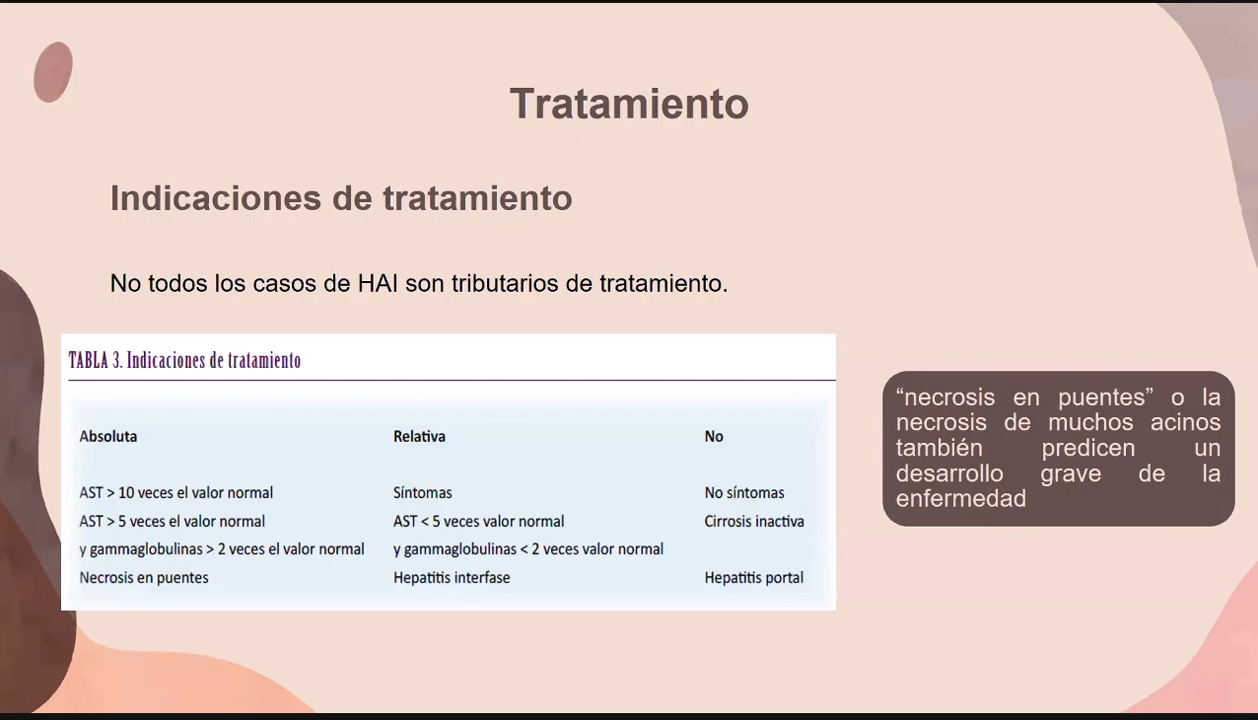 Tratamiento
Indicaciones de tratamiento
No todos los casos de HAI son tributarios de tratamiento.
TABLA 3. Indicaciones de tratamiento
Absoluta Relativa No
AST > 10 veces el valor normal Síntomas No síntomas
AST > 5 veces el valor normal AST < 5 veces valor normal Cirrosis inactiva
y gammaglobulinas > 2 veces el valor normal y gammaglobulinas < 2 veces valor normal
Necrosis en puentes Hepatitis interfase Hepatitis portal
“necrosis en puentes” o la
necrosis de muchos acinos
también predicen un
desarrollo grave de la
enfermedad